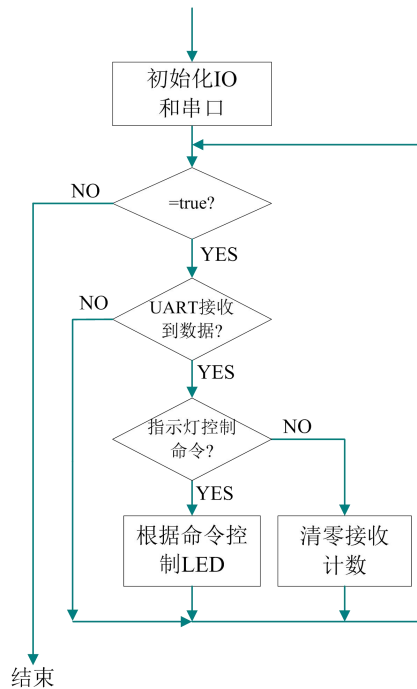 初始化IO
和串口
NO
=true?
YES
NO
UART接收
到数据?
YES
指示灯控制
命令?
NO
YES
根据命令控
制LED
清零接收
计数
结束